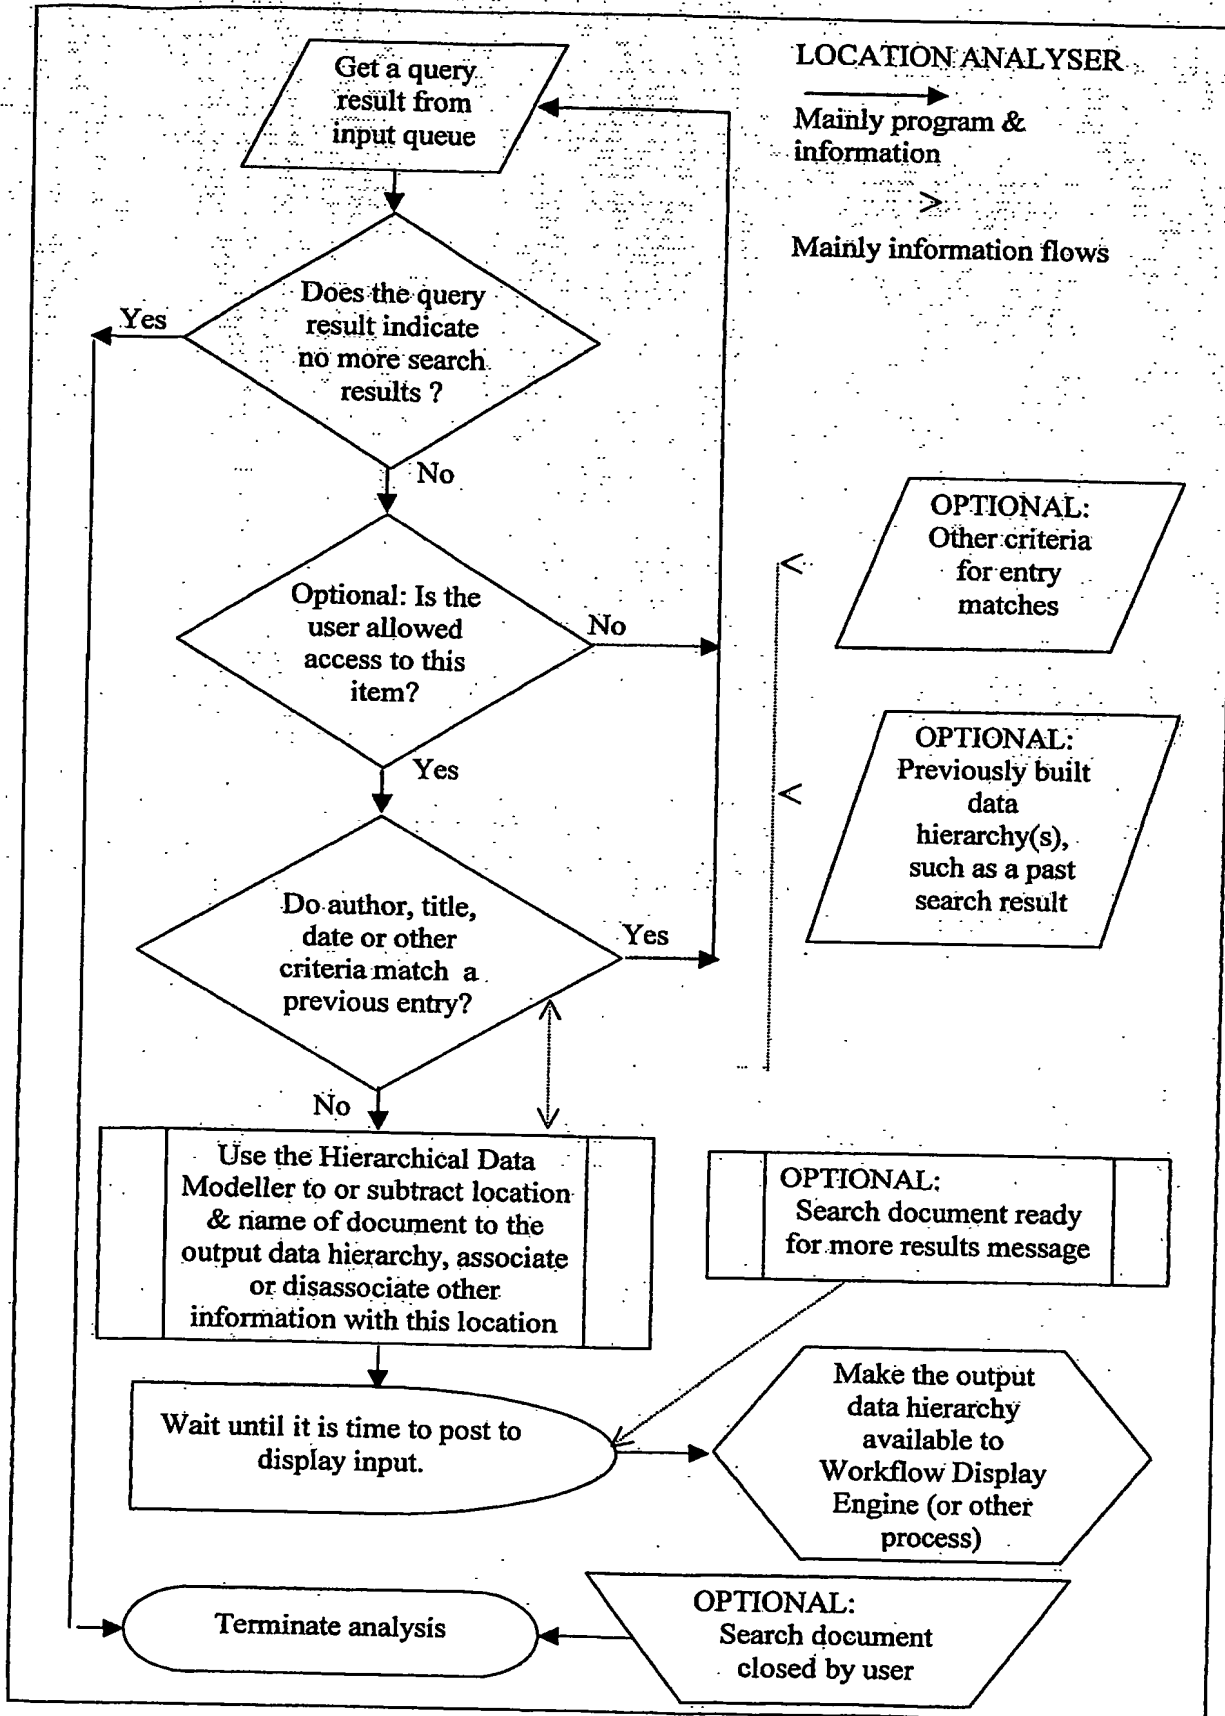 Get a query
result from
input queue
LOCATION ANALYSER
Mainly program &
information
Mainly information flows
Does the query
result indicate
no more search
results ?
Yes
No
Optional: Is the
user allowed
access to this
item?
No
Yes
OPTIONAL:
Other criteria
for entry
matches
OPTIONAL:
Previously built
data
hierarchy(s),
such as a past
search result
Do author, title,
date or other
criteria match a
previous entry?
Yes
No
Use the Hierarchical Data
Modeller to or subtract location
& name of document to the
output data hierarchy, associate
or disassociate other
information with this location
OPTIONAL:
Search document ready
for more results message
Wait until it is time to post to
display input.
Make the output
data hierarchy
available to
Workflow Display
Engine (or other
process)
Terminate analysis
OPTIONAL:
Search document
closed by user